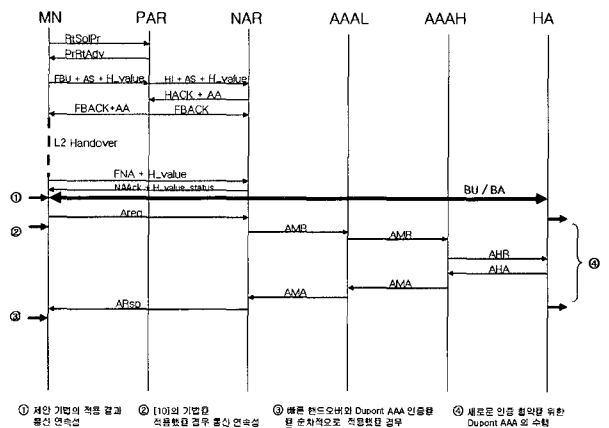 MN PAR NAR AAAL AAAH HA
RtSolPr
PrRtAdv
FBU + AS + H_value HI + AS + H_value
HACK + AA
FBACK+AA FBACK
L2 Handover
FNA + H_value
NAAck + H_value_status
① BU / BA
Areq
② AMR AMR
AHR
④
AHA
AMA AMA
ARsp
③
① 제안 기법의 적용 결과 통신 연속성
② [10]의 기법을 적용했을 경우 통신 연속성
③ 빠른 핸드오버와 Dupont AAA 인증을 순차적으로 적용했을 경우
④ 새로운 인증 협약을 위한 Dupont AAA 의 수행